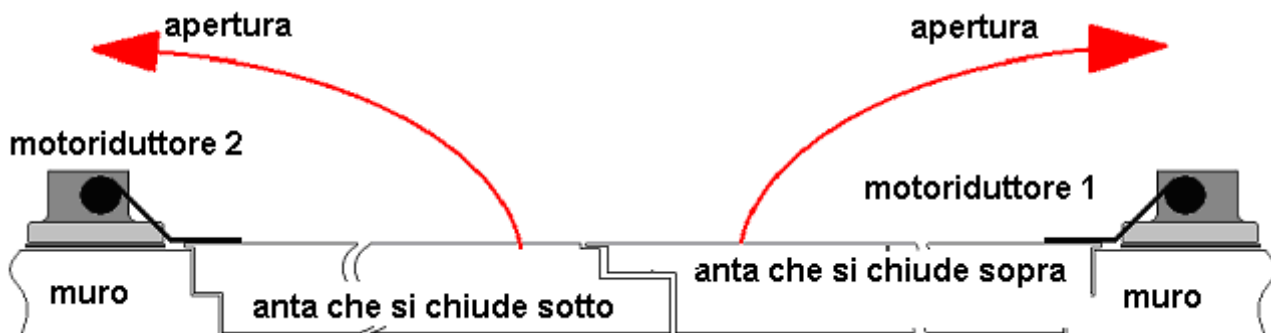 apertura
apertura
motoriduttore 2
motoriduttore 1
muro
anta che si chiude sotto
anta che si chiude sopra
muro